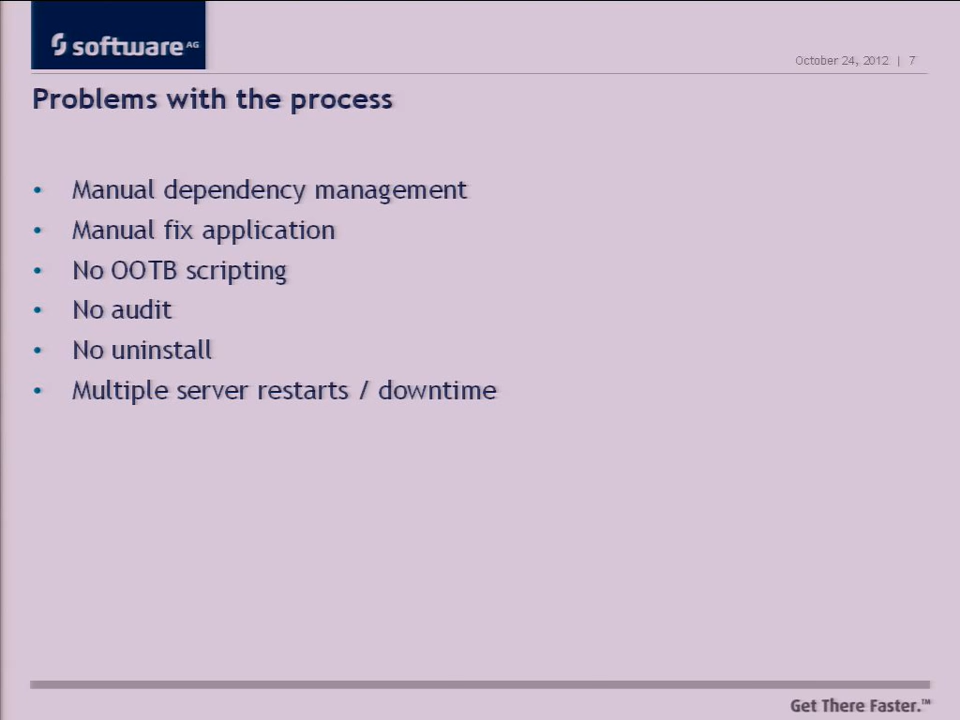 software AG
October 24, 2012 | 7
Problems with the process
• Manual dependency management
• Manual fix application
• No OOTB scripting
• No audit
• No uninstall
• Multiple server restarts / downtime
Get There Faster.™